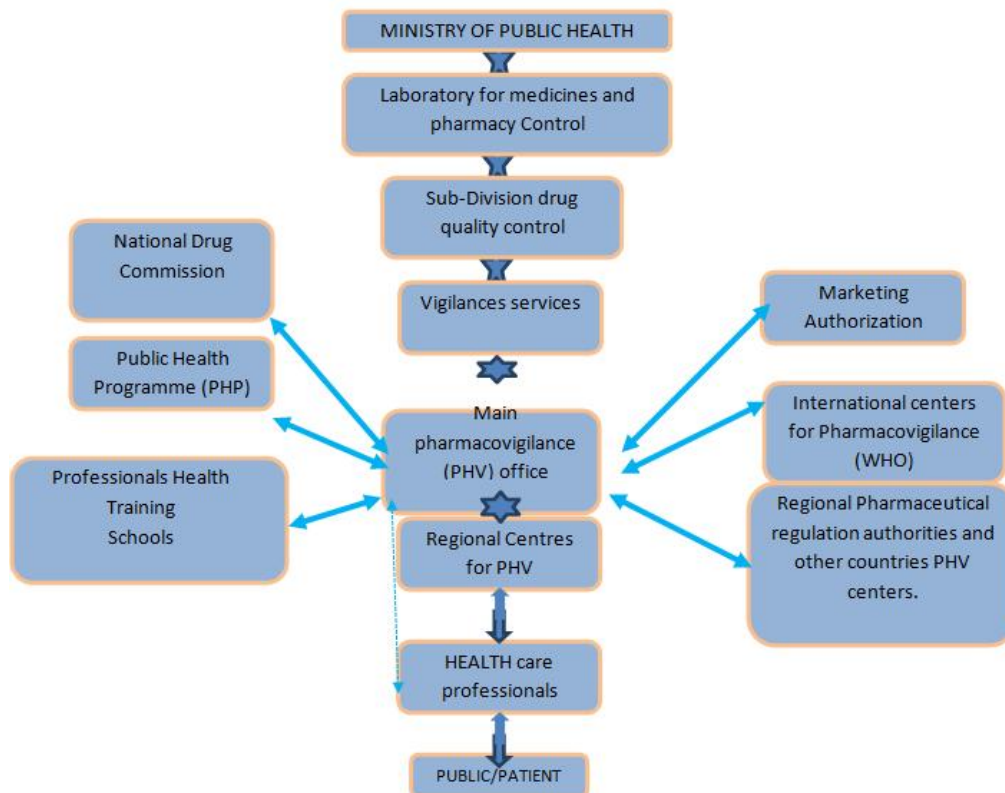 MINISTRY OF PUBLIC HEALTH
Laboratory for medicines and
pharmacy Control
Sub-Division drug
quality control
National Drug
Commission
Vigilances services
Marketing
Authorization
Public Health
Programme (PHP)
International centers
for Pharmacovigilance
(WHO)
Main
pharmacovigilance
(PHV) office
Professionals Health
Training
Schools
Regional Pharmaceutical
regulation authorities and
other countries PHV
centers.
Regional Centres
for PHV
HEALTH care
professionals
PUBLIC/PATIENT